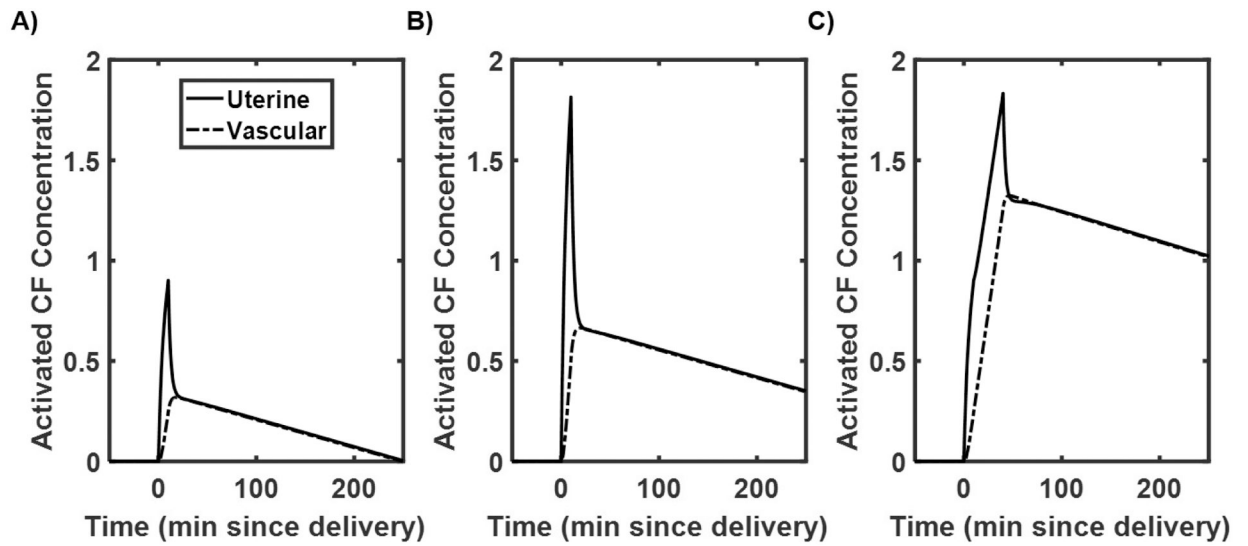 A)
Activated CF Concentration
2
1.5
1
0.5
0
Uterine
Vascular
0
100
200
Time (min since delivery)
B)
Activated CF Concentration
2
1.5
1
0.5
0
0
100
200
Time (min since delivery)
C)
Activated CF Concentration
2
1.5
1
0.5
0
0
100
200
Time (min since delivery)